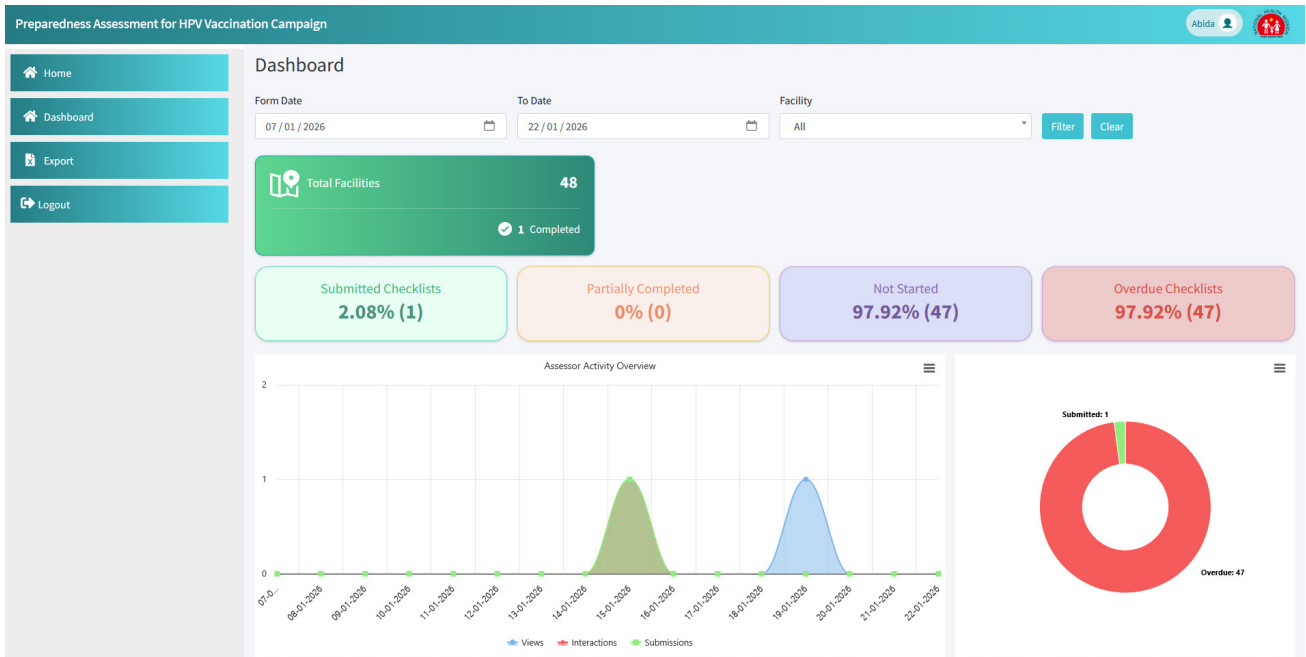 Preparedness Assessment for HPV Vaccination Campaign
Abida
Home
Dashboard
Export
Logout
Dashboard
Form Date
To Date
Facility
07 / 01 / 2026
22 / 01 / 2026
All
Filter
Clear
Total Facilities
48
1 Completed
Submitted Checklists
2.08% (1)
Partially Completed
0% (0)
Not Started
97.92% (47)
Overdue Checklists
97.92% (47)
Assessor Activity Overview
2
1
0
07-0...
08-01-2026
09-01-2026
10-01-2026
11-01-2026
12-01-2026
13-01-2026
14-01-2026
15-01-2026
16-01-2026
17-01-2026
18-01-2026
19-01-2026
20-01-2026
21-01-2026
22-01-2026
Views
Interactions
Submissions
Submitted: 1
Overdue: 47